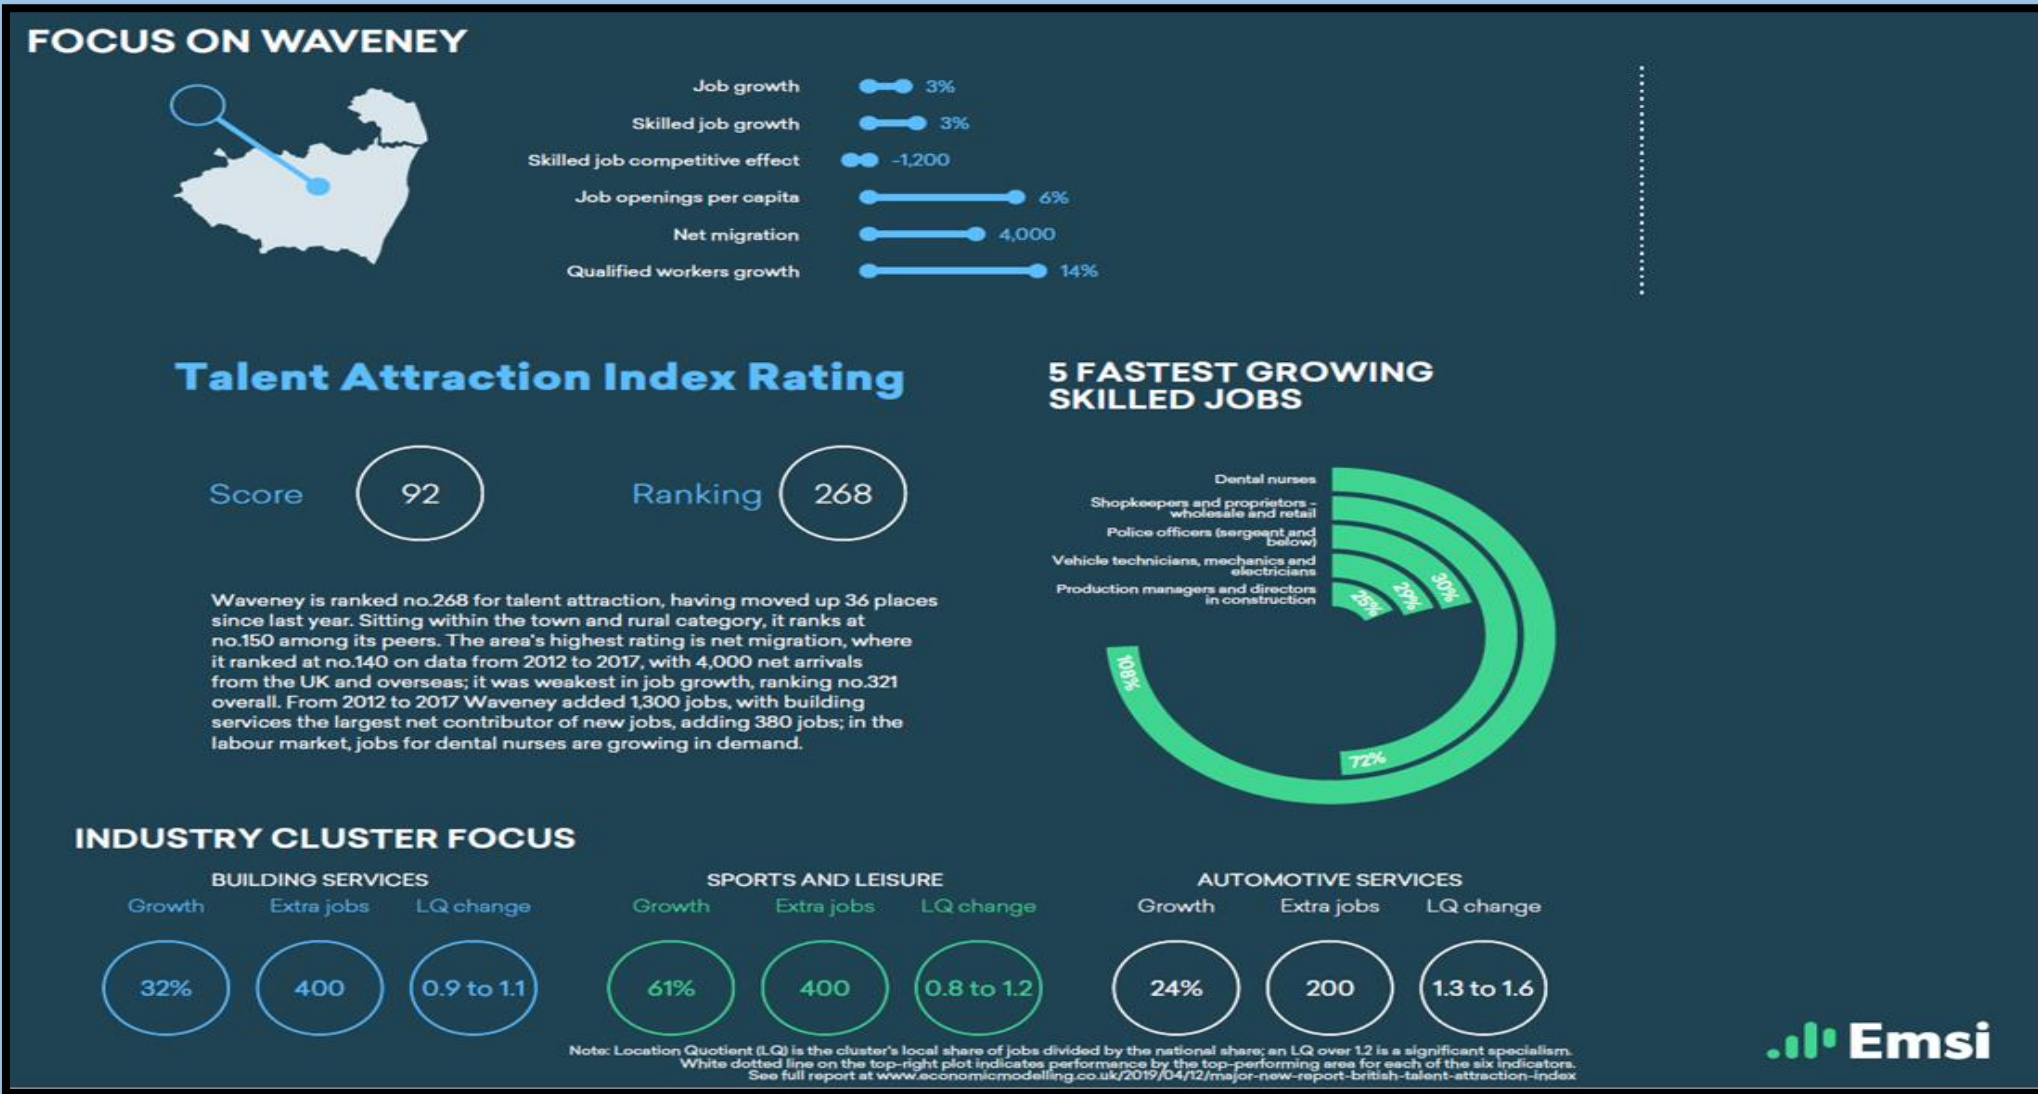 FOCUS ON WAVENEY
Job growth 3%
Skilled job growth 3%
Skilled job competitive effect -1,200
Job openings per capita 6%
Net migration 4,000
Qualified workers growth 14%
Talent Attraction Index Rating
Score 92 Ranking 268
Waveney is ranked no.268 for talent attraction, having moved up 36 places
since last year. Sitting within the town and rural category, it ranks at
no.150 among its peers. The area's highest rating is net migration, where
it ranked at no.140 on data from 2012 to 2017, with 4,000 net arrivals
from the UK and overseas; it was weakest in job growth, ranking no.321
overall. From 2012 to 2017 Waveney added 1,300 jobs, with building
services the largest net contributor of new jobs, adding 380 jobs; in the
labour market, jobs for dental nurses are growing in demand.
5 FASTEST GROWING
SKILLED JOBS
Dental nurses
Shopkeepers and proprietors -
wholesale and retail
Police officers (sergeant and
below)
Vehicle technicians, mechanics and
electricians
Production managers and directors
in construction
108%
72%
30%
29%
25%
INDUSTRY CLUSTER FOCUS
BUILDING SERVICES
Growth Extra jobs LQ change
32% 400 0.9 to 1.1
SPORTS AND LEISURE
Growth Extra jobs LQ change
61% 400 0.8 to 1.2
AUTOMOTIVE SERVICES
Growth Extra jobs LQ change
24% 200 1.3 to 1.6
Note: Location Quotient (LQ) is the cluster's local share of jobs divided by the national share; an LQ over 1.2 is a significant specialism.
White dotted line on the top-right plot indicates performance by the top-performing area for each of the six indicators.
See full report at www.economicmodelling.co.uk/2019/04/12/major-new-report-british-talent-attraction-index
Emsi